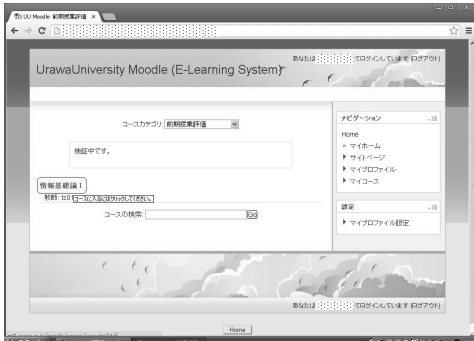 UU Moodle 前期授業評価
あなたは
でログインしています (ログアウト)
UrawaUniversity Moodle (E-Learning System)
コースカテゴリ: 前期授業評価
検証中です。
情報基礎論 I
教師: tc01
コースに入るにはクリックしてください。
コースの検索:
Go
ナビゲーション
Home
マイホーム
サイトページ
マイプロファイル
マイコース
設定
マイプロファイル設定
あなたは
でログインしています (ログアウト)
Home